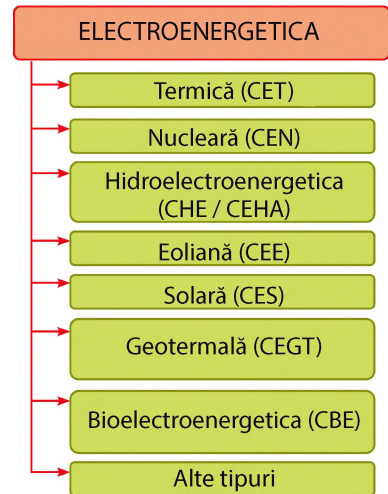 ELECTROENERGETICA
Termică (CET)
Nucleară (CEN)
Hidroelectroenergetica
(CHE / CEHA)
Eoliană (CEE)
Solară (CES)
Geotermală (CEGT)
Bioelectroenergetica (CBE)
Alte tipuri